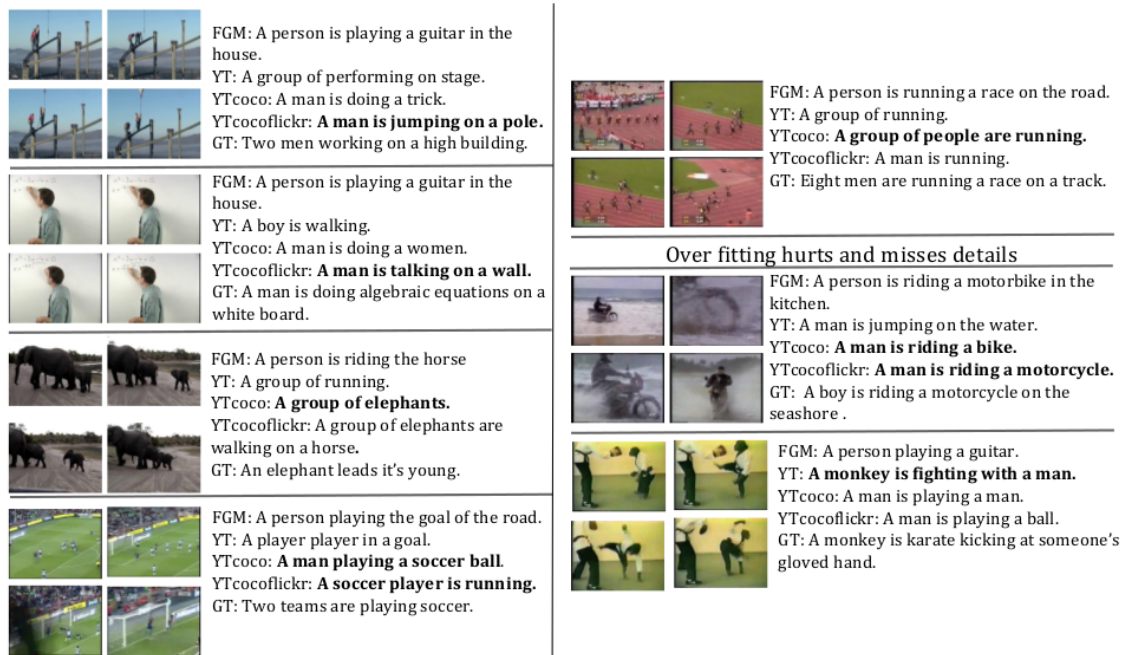 FGM: A person is playing a guitar in the
house.
YT: A group of performing on stage.
YTcoco: A man is doing a trick.
YTcocoflickr: A man is jumping on a pole.
GT: Two men working on a high building.
FGM: A person is playing a guitar in the
house.
YT: A boy is walking.
YTcoco: A man is doing a women.
YTcocoflickr: A man is talking on a wall.
GT: A man is doing algebraic equations on a
white board.
FGM: A person is riding the horse
YT: A group of running.
YTcoco: A group of elephants.
YTcocoflickr: A group of elephants are
walking on a horse.
GT: An elephant leads it's young.
FGM: A person playing the goal of the road.
YT: A player player in a goal.
YTcoco: A man playing a soccer ball.
YTcocoflickr: A soccer player is running.
GT: Two teams are playing soccer.
FGM: A person is running a race on the road.
YT: A group of running.
YTcoco: A group of people are running.
YTcocoflickr: A man is running.
GT: Eight men are running a race on a track.
Over fitting hurts and misses details
FGM: A person is riding a motorbike in the
kitchen.
YT: A man is jumping on the water.
YTcoco: A man is riding a bike.
YTcocoflickr: A man is riding a motorcycle.
GT: A boy is riding a motorcycle on the
seashore .
FGM: A person playing a guitar.
YT: A monkey is fighting with a man.
YTcoco: A man is playing a man.
YTcocoflickr: A man is playing a ball.
GT: A monkey is karate kicking at someone's
gloved hand.